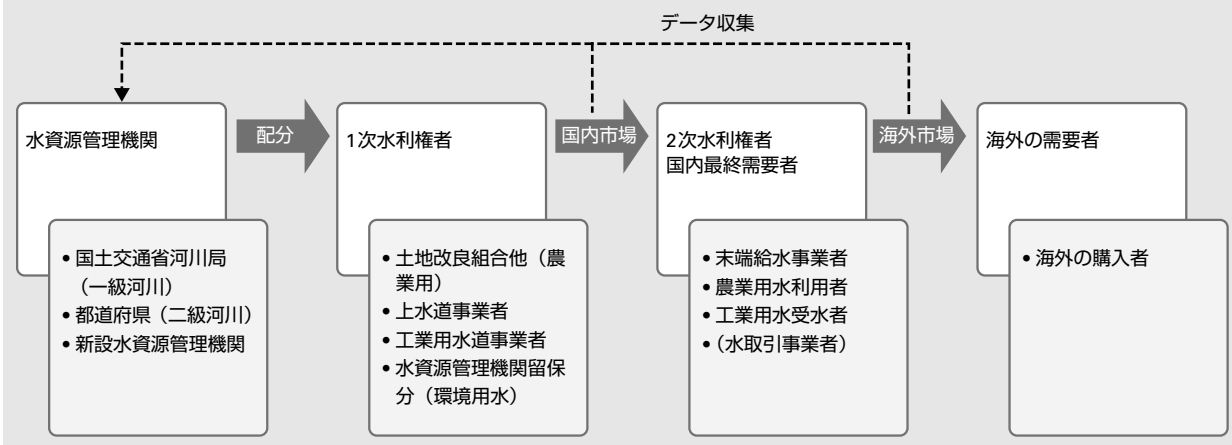 データ収集
水資源管理機関
配分
1次水利権者
国内市場
2次水利権者
国内最終需要者
海外市場
海外の需要者
• 国土交通省河川局
（一級河川）
• 都道府県（二級河川）
• 新設水資源管理機関
• 土地改良組合他（農
業用）
• 上水道事業者
• 工業用水道事業者
• 水資源管理機関留保
分（環境用水）
• 末端給水事業者
• 農業用水利用者
• 工業用水受水者
• （水取引事業者）
• 海外の購入者